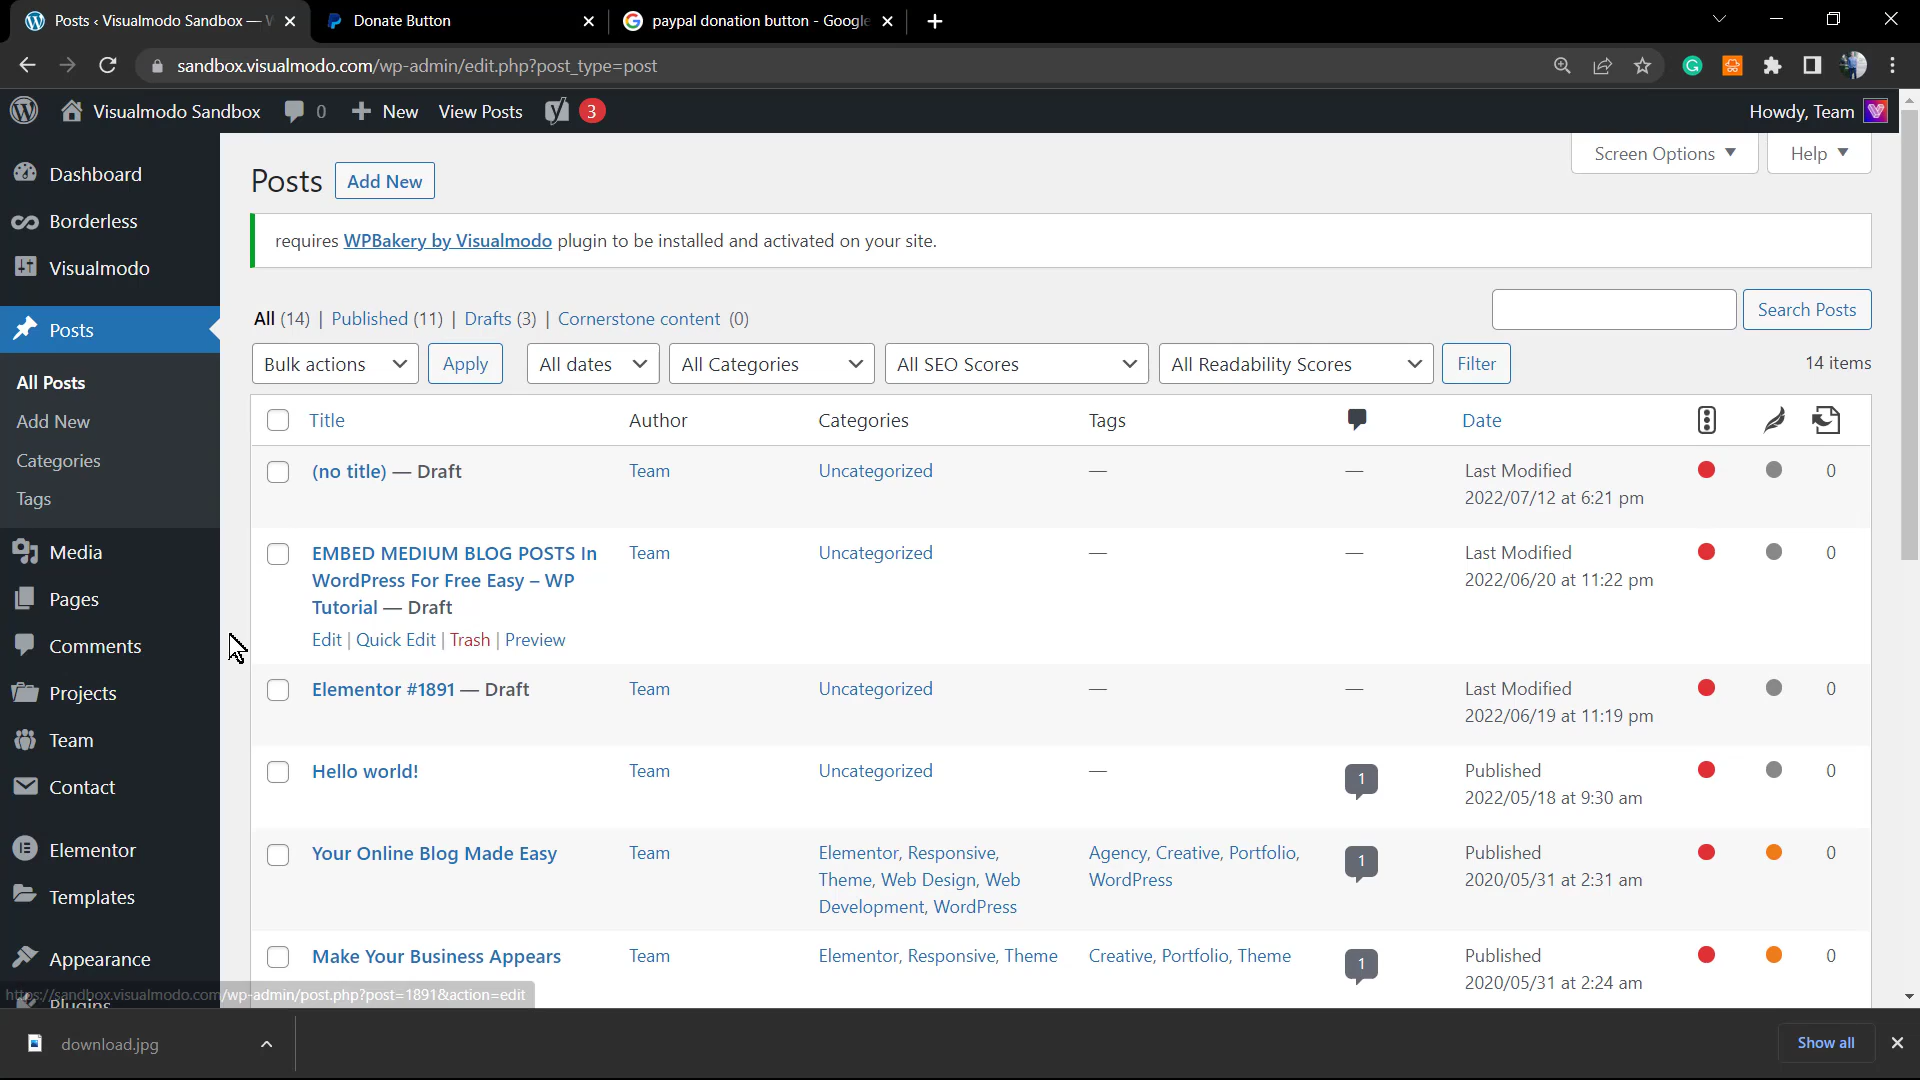 Posts ‹ Visualmodo Sandbox —
Donate Button
paypal donation button - Google
sandbox.visualmodo.com/wp-admin/edit.php?post_type=post
Visualmodo Sandbox
0
New
View Posts
3
Howdy, Team
Dashboard
Borderless
Visualmodo
Posts
All Posts
Add New
Categories
Tags
Media
Pages
Comments
Projects
Team
Contact
Elementor
Templates
Appearance
Plugins
Screen Options
Help
Posts
Add New
requires WPBakery by Visualmodo plugin to be installed and activated on your site.
All (14) | Published (11) | Drafts (3) | Cornerstone content (0)
Search Posts
Bulk actions
Apply
All dates
All Categories
All SEO Scores
All Readability Scores
Filter
14 items
Title
Author
Categories
Tags
Date
(no title) — Draft
Team
Uncategorized
—
—
Last Modified
2022/07/12 at 6:21 pm
0
EMBED MEDIUM BLOG POSTS In
WordPress For Free Easy – WP
Tutorial — Draft
Edit | Quick Edit | Trash | Preview
Team
Uncategorized
—
—
Last Modified
2022/06/20 at 11:22 pm
0
Elementor #1891 — Draft
Team
Uncategorized
—
—
Last Modified
2022/06/19 at 11:19 pm
0
Hello world!
Team
Uncategorized
—
1
Published
2022/05/18 at 9:30 am
0
Your Online Blog Made Easy
Team
Elementor, Responsive,
Theme, Web Design, Web
Development, WordPress
Agency, Creative, Portfolio,
WordPress
1
Published
2020/05/31 at 2:31 am
0
Make Your Business Appears
Team
Elementor, Responsive, Theme
Creative, Portfolio, Theme
1
Published
2020/05/31 at 2:24 am
0
https://sandbox.visualmodo.com/wp-admin/post.php?post=1891&action=edit
download.jpg
Show all